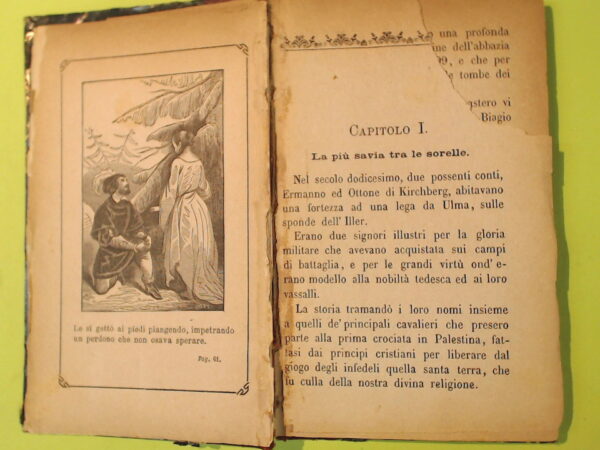 Le si gettò ai piedi piangendo, impetrando
un perdono che non osava sperare.
Pag. 61.
una profonda
me dell'abbazia
99, e che per
le tombe dei
astero vi
Biagio
CAPITOLO I.
La più savia tra le sorelle.
Nel secolo dodicesimo, due possenti conti,
Ermanno ed Ottone di Kirchberg, abitavano
una fortezza ad una lega da Ulma, sulle
sponde dell' Iller.
Erano due signori illustri per la gloria
militare che avevano acquistata sui campi
di battaglia, e per le grandi virtù ond' e-
rano modello alla nobiltà tedesca ed ai loro
vassalli.
La storia tramandò i loro nomi insieme
a quelli de' principali cavalieri che presero
parte alla prima crociata in Palestina, fat-
tasi dai principi cristiani per liberare dal
giogo degli infedeli quella santa terra, che
fu culla della nostra divina religione.